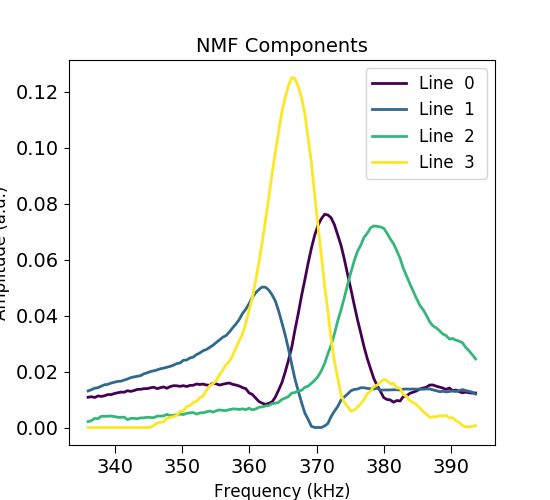 NMF Components
Line 0
Line 1
Line 2
Line 3
0.12
0.10
0.08
0.06
0.04
0.02
0.00
Amplitude (a.u.)
340 350 360 370 380 390
Frequency (kHz)